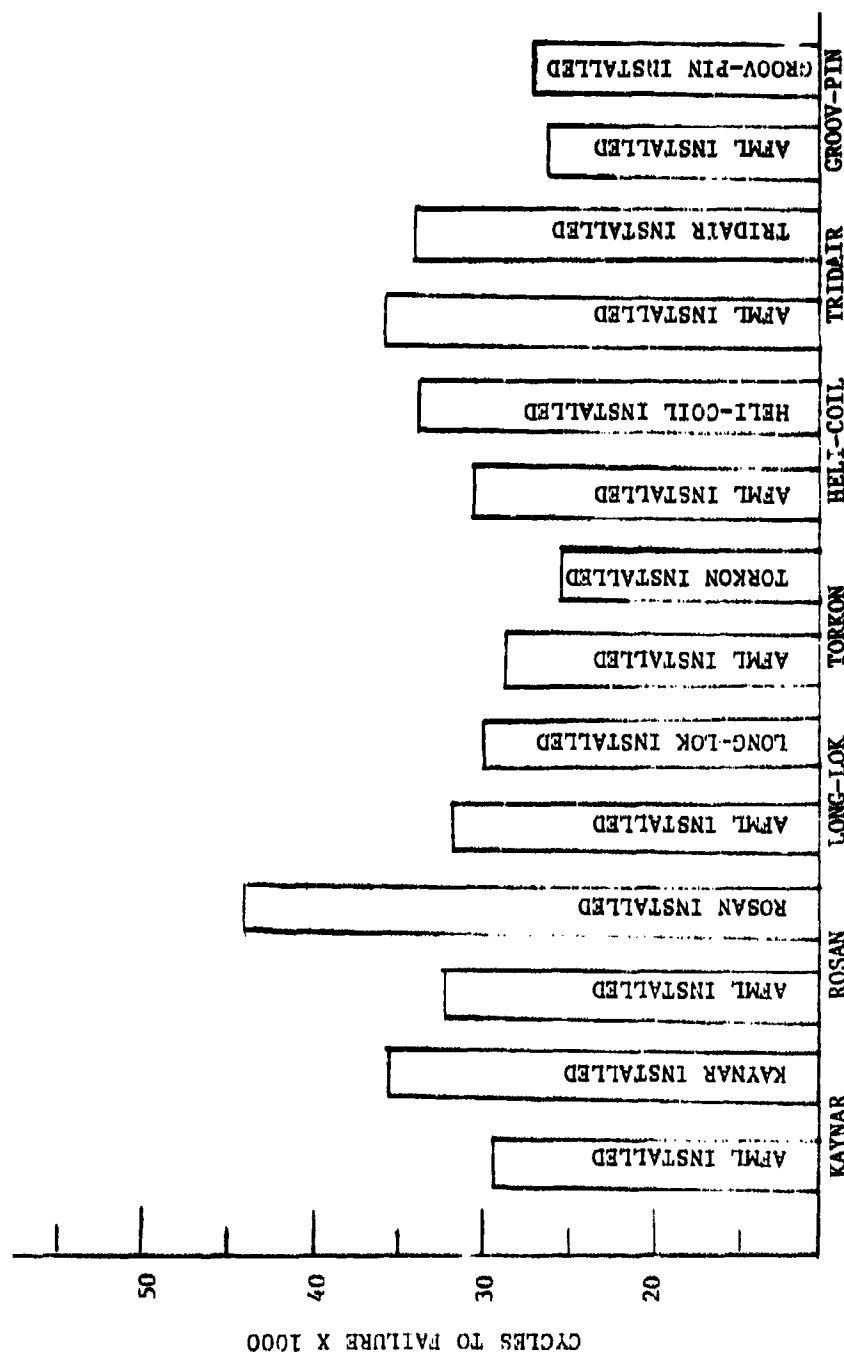 CYCLES TO FAILURE X 1000
50
40
30
20
AFML INSTALLED
KAYNAR INSTALLED
AFML INSTALLED
ROSAN INSTALLED
AFML INSTALLED
LONG-LOK INSTALLED
AFML INSTALLED
TORKON INSTALLED
AFML INSTALLED
HELI-COIL INSTALLED
AFML INSTALLED
TRIDAIR INSTALLED
AFML INSTALLED
GROOV-PIN INSTALLED
KAYNAR
ROSAN
LONG-LOK
TORKON
HELI-COIL
TRIDAIR
GROOV-PIN